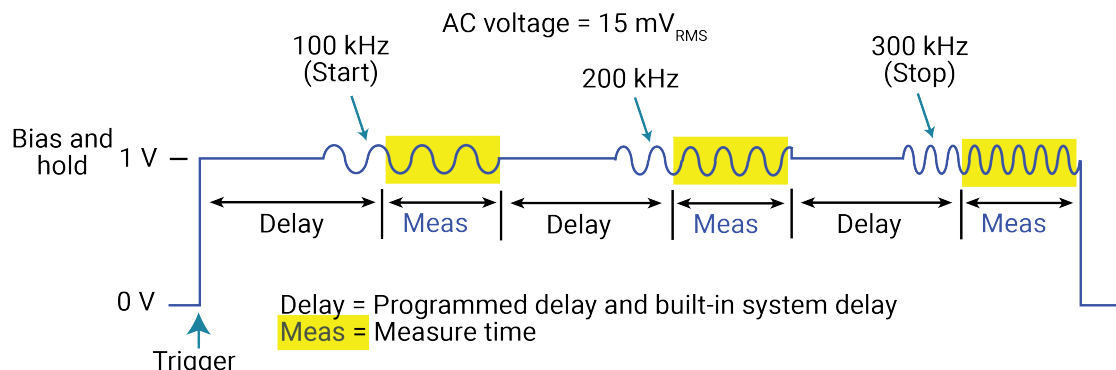 AC voltage = 15 mVRMS
100 kHz
(Start)
200 kHz
300 kHz
(Stop)
Bias and
hold
1 V
Delay
Meas
Delay
Meas
Delay
Meas
0 V
Delay = Programmed delay and built-in system delay
Meas = Measure time
Trigger